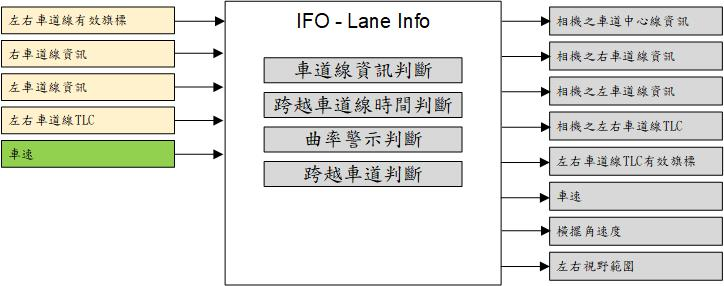 左右車道線有效旗標
右車道線資訊
左車道線資訊
左右車道線TLC
車速
IFO - Lane Info
車道線資訊判斷
跨越車道線時間判斷
曲率警示判斷
跨越車道判斷
相機之車道中心線資訊
相機之右車道線資訊
相機之左車道線資訊
相機之左右車道線TLC
左右車道線TLC有效旗標
車速
橫擺角速度
左右視野範圍